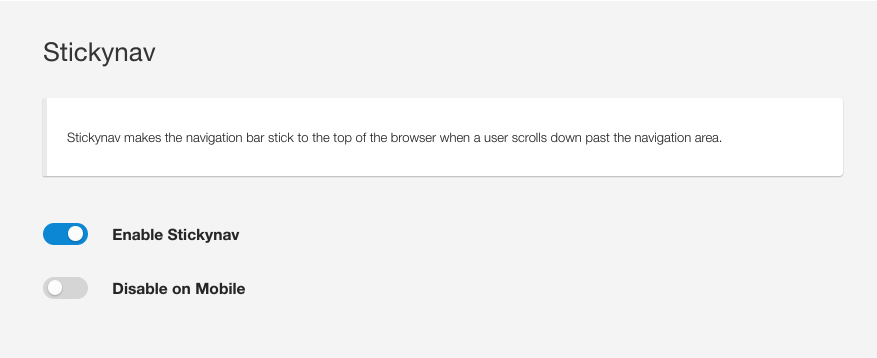 Stickynav
Stickynav makes the navigation bar stick to the top of the browser when a user scrolls down past the navigation area.
Enable Stickynav
Disable on Mobile